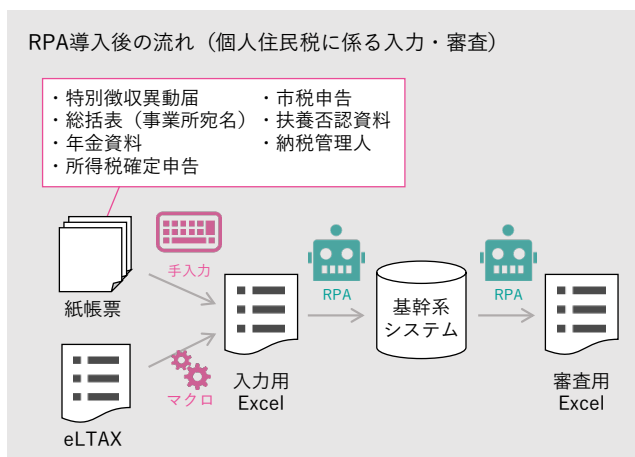 RPA導入後の流れ（個人住民税に係る入力・審査）
・特別徴収異動届
・総括表（事業所宛名）
・年金資料
・所得税確定申告
・市税申告
・扶養否認資料
・納税管理人
紙帳票
手入力
eLTAX
マクロ
入力用
Excel
RPA
基幹系
システム
RPA
審査用
Excel